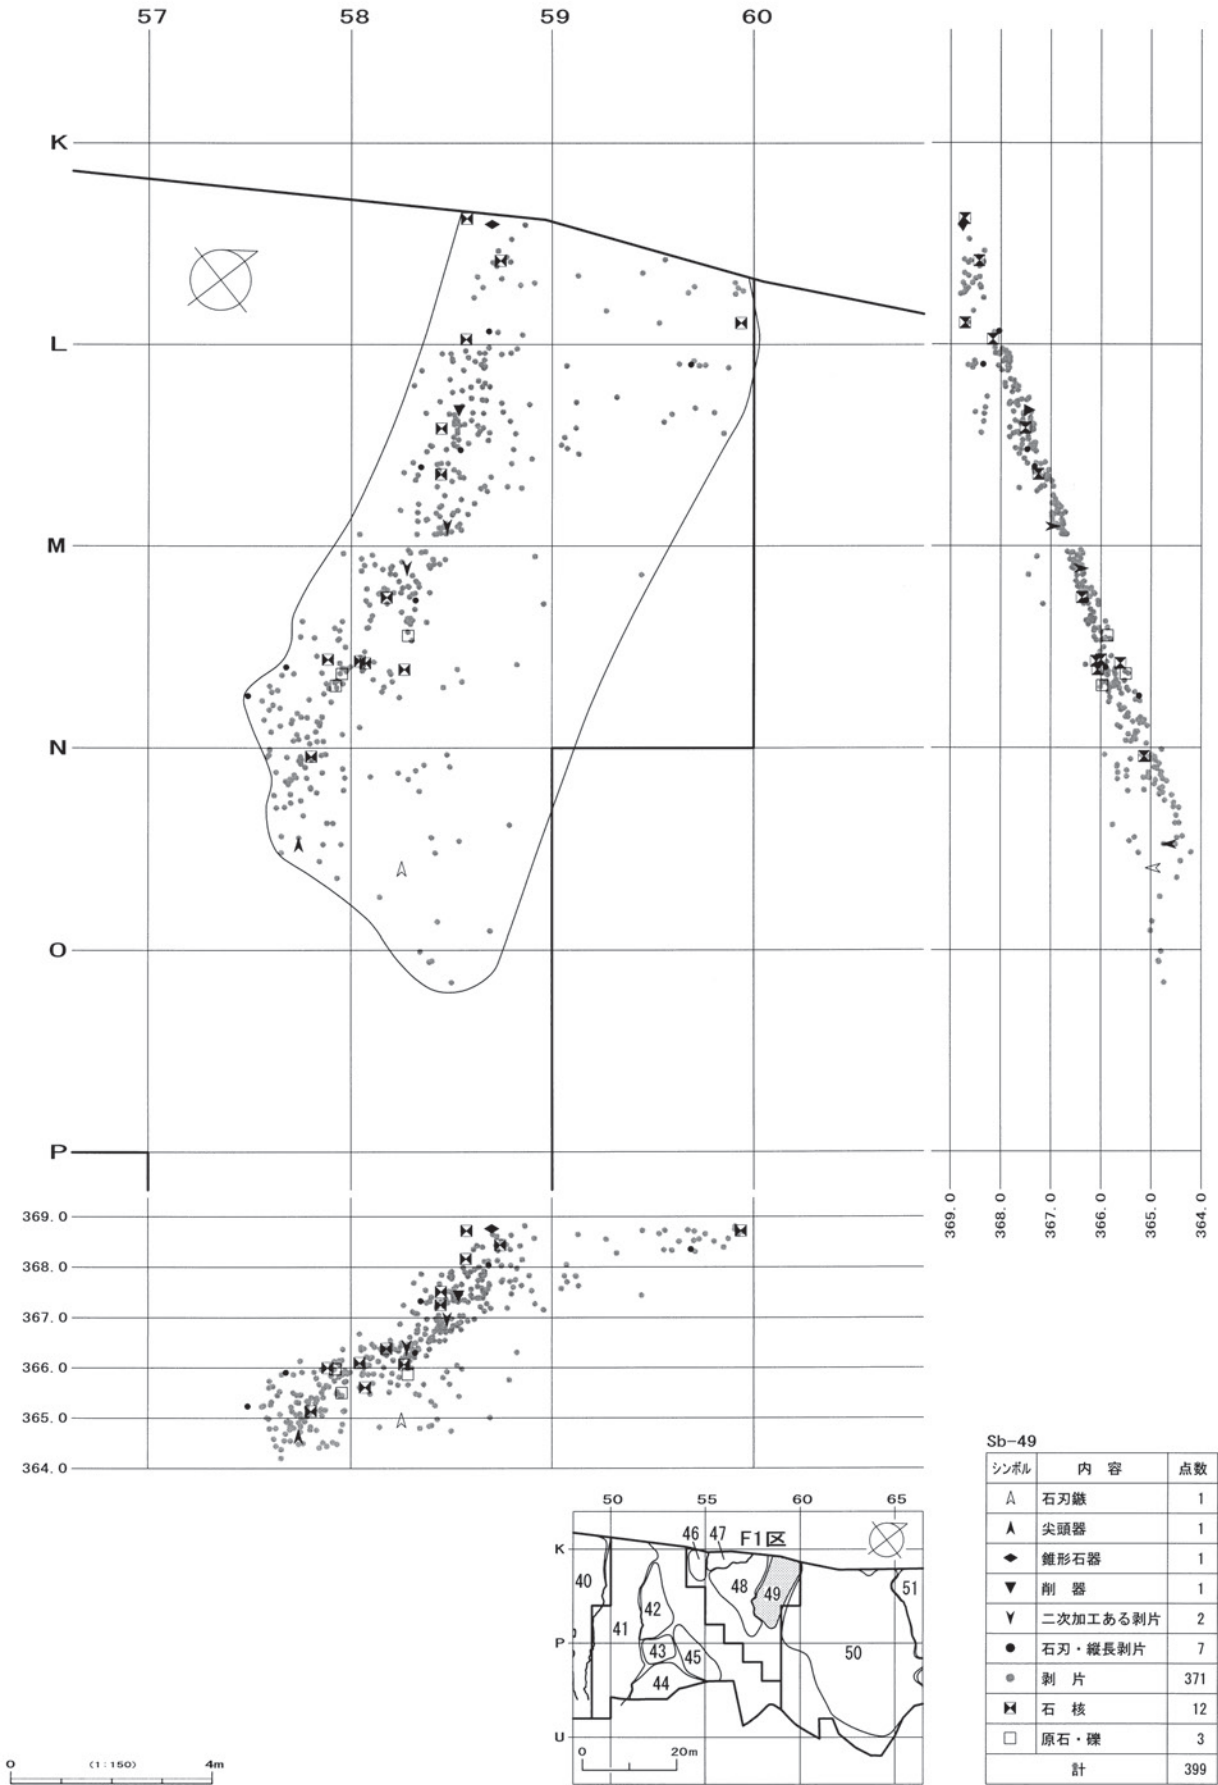 57 58 59 60
K
L
M
N
O
P
369.0 368.0 367.0 366.0 365.0 364.0
369.0
368.0
367.0
366.0
365.0
364.0
Sb-49
シンボル 内 容 点数
石刃鏃 1
尖頭器 1
錐形石器 1
削 器 1
二次加工ある剥片 2
石刃・縦長剥片 7
剥 片 371
石 核 12
原石・礫 3
計 399
50 55 60 65
F1区
K
P
U
46 47
40 48 49 51
42
41
43 45 50
44
0 20m
0 (1:150) 4m